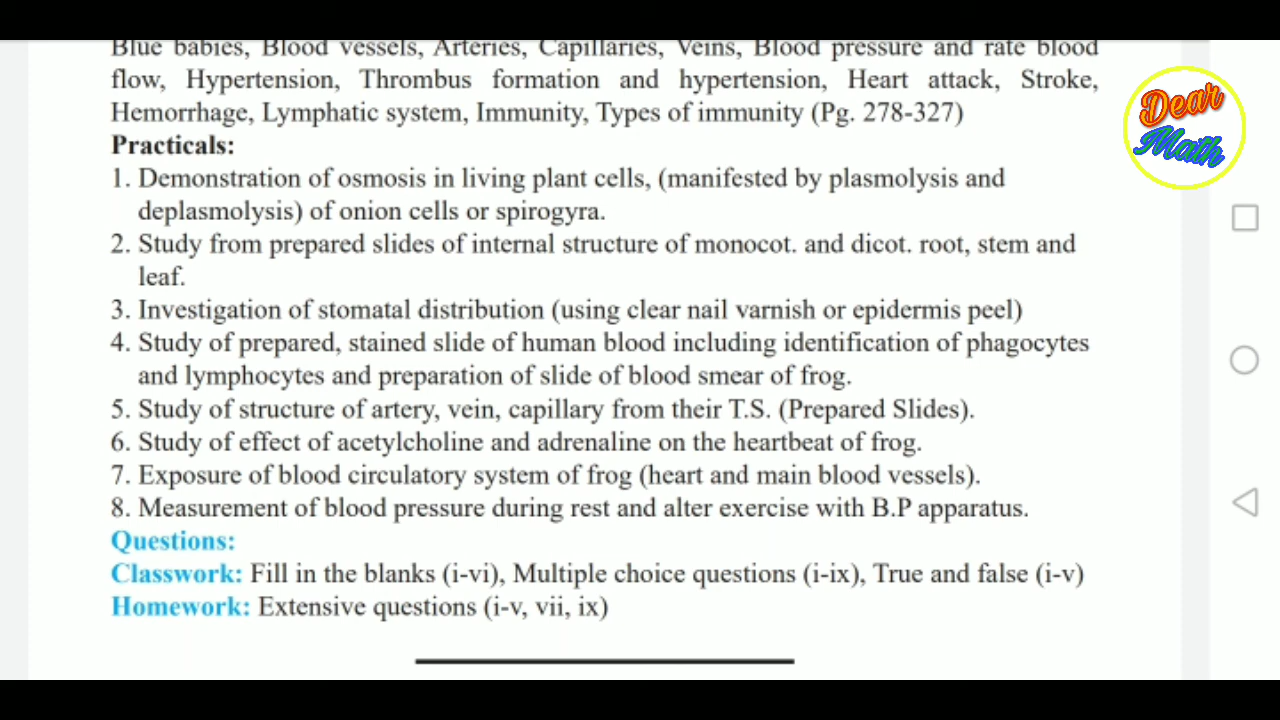 Blue babies, Blood vessels, Arteries, Capillaries, Veins, Blood pressure and rate blood
flow, Hypertension, Thrombus formation and hypertension, Heart attack, Stroke,
Hemorrhage, Lymphatic system, Immunity, Types of immunity (Pg. 278-327)
Dear
Math
Practicals:
1. Demonstration of osmosis in living plant cells, (manifested by plasmolysis and
deplasmolysis) of onion cells or spirogyra.
2. Study from prepared slides of internal structure of monocot. and dicot. root, stem and
leaf.
3. Investigation of stomatal distribution (using clear nail varnish or epidermis peel)
4. Study of prepared, stained slide of human blood including identification of phagocytes
and lymphocytes and preparation of slide of blood smear of frog.
5. Study of structure of artery, vein, capillary from their T.S. (Prepared Slides).
6. Study of effect of acetylcholine and adrenaline on the heartbeat of frog.
7. Exposure of blood circulatory system of frog (heart and main blood vessels).
8. Measurement of blood pressure during rest and alter exercise with B.P apparatus.
Questions:
Classwork: Fill in the blanks (i-vi), Multiple choice questions (i-ix), True and false (i-v)
Homework: Extensive questions (i-v, vii, ix)